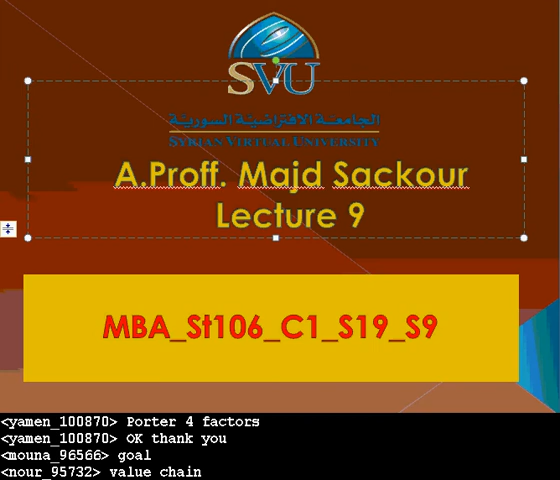 SVU
الجامعة الافتراضية السورية
SYRIAN VIRTUAL UNIVERSITY
A.Proff. Majd Sackour
Lecture 9
MBA_St106_C1_S19_S9
<yamen_100870> Porter 4 factors
<yamen_100870> OK thank you
<mouna_96566> goal
<nour_95732> value chain